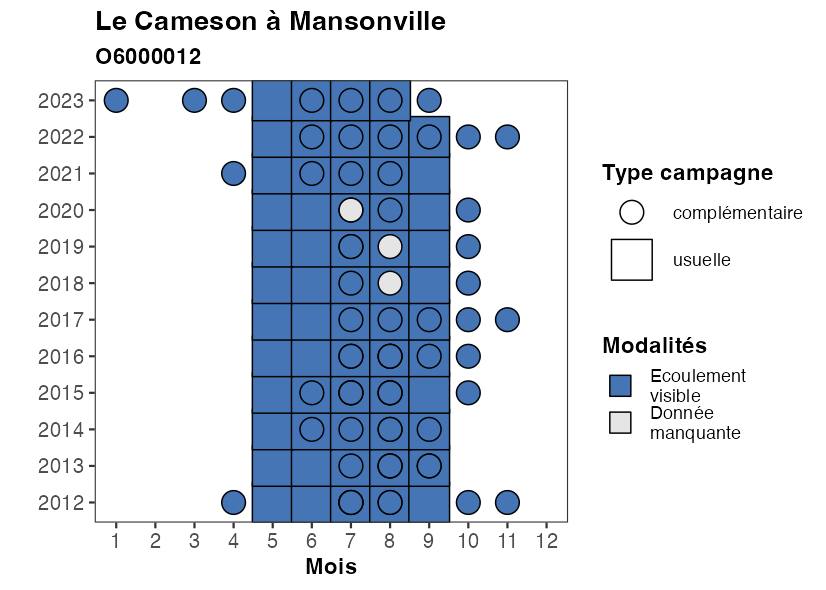 Le Cameson à Mansonville
O6000012
2023
2022
2021
2020
2019
2018
2017
2016
2015
2014
2013
2012
1 2 3 4 5 6 7 8 9 10 11 12
Mois
Type campagne
complémentaire
usuelle
Modalités
Ecoulement
visible
Donnée
manquante